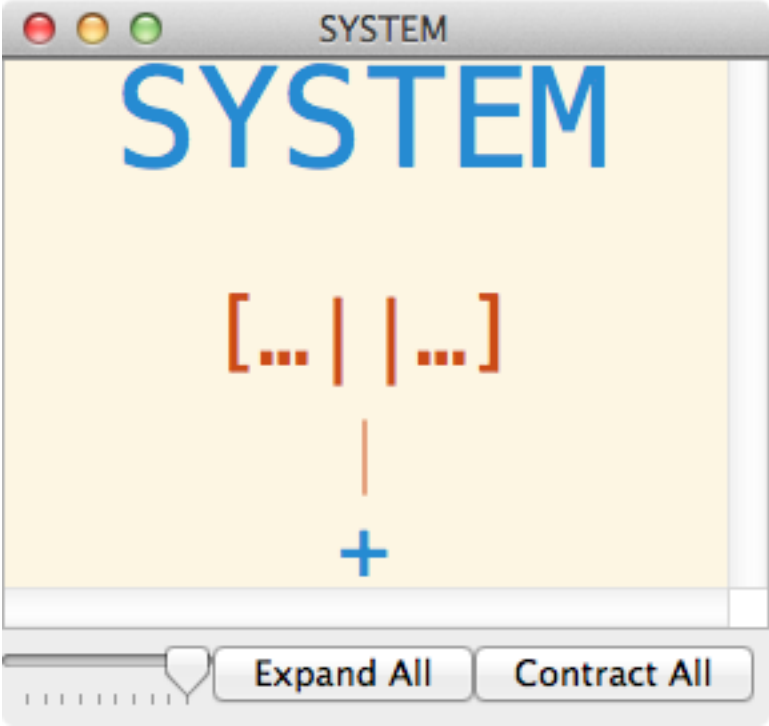 SYSTEM
SYSTEM
[…||…]
|
+
Expand All Contract All